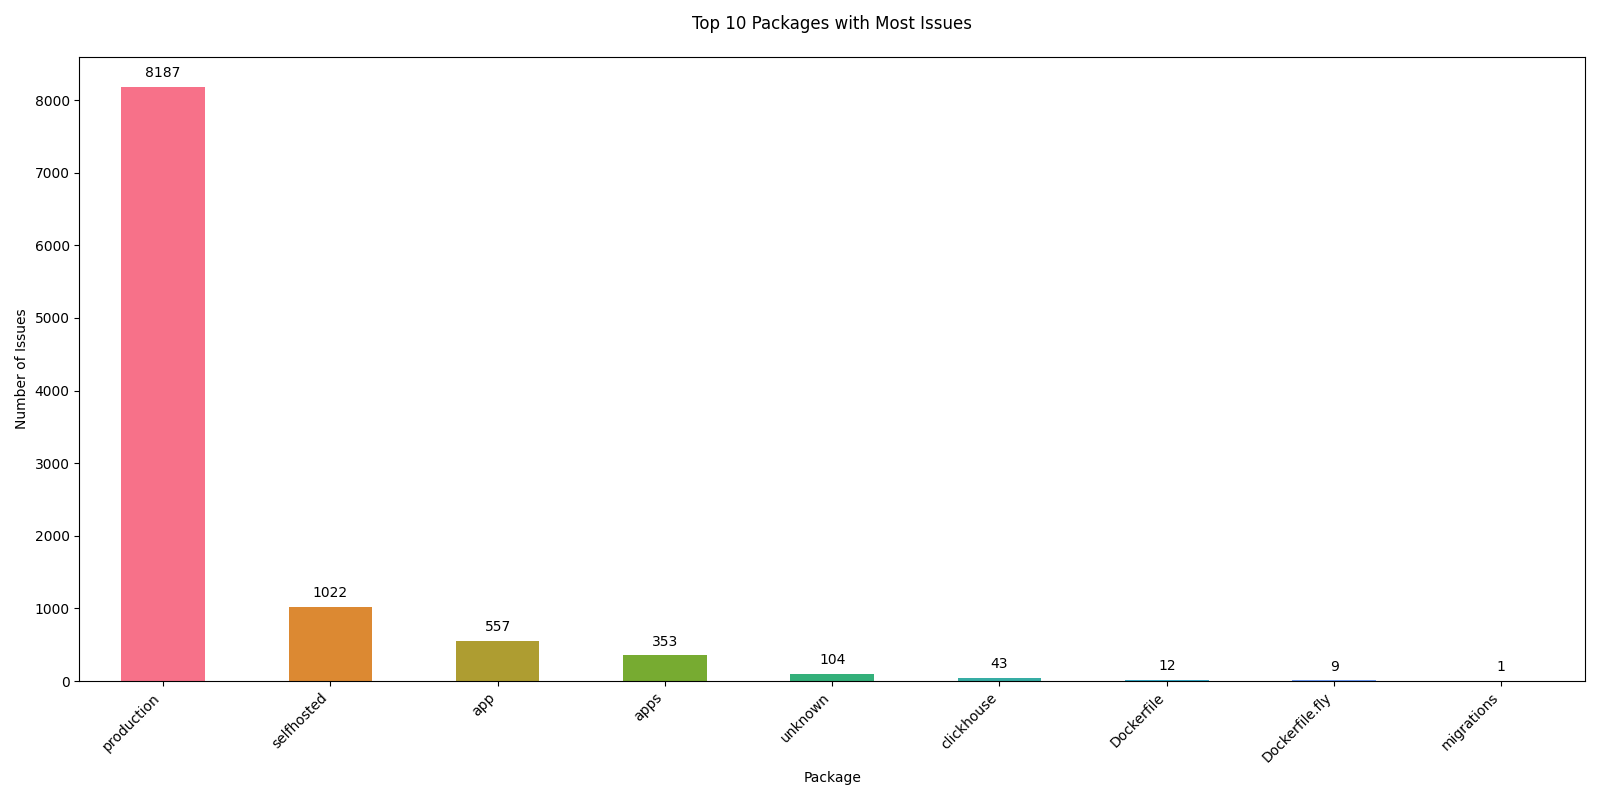 Top 10 Packages with Most Issues
Number of Issues
8000
7000
6000
5000
4000
3000
2000
1000
0
8187
1022
557
353
104
43
12
9
1
production
selfhosted
app
apps
unknown
clickhouse
Dockerfile
Dockerfile.fly
migrations
Package